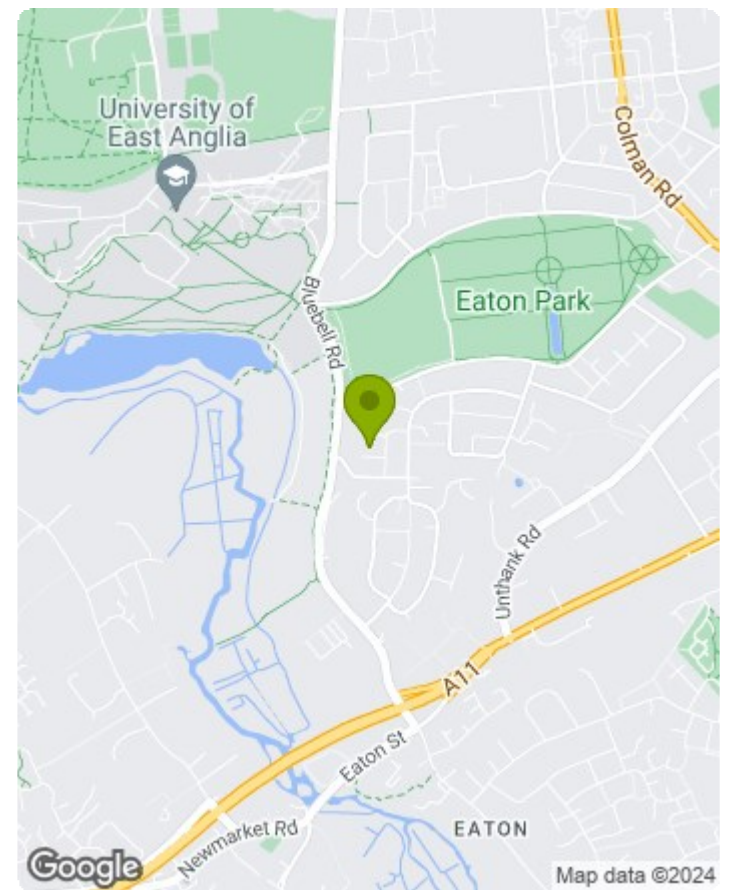 University of
East Anglia
Colman Rd
Bluebell Rd
Eaton Park
Unthank Rd
A11
Eaton St
Newmarket Rd
EATON
Google
Map data ©2024